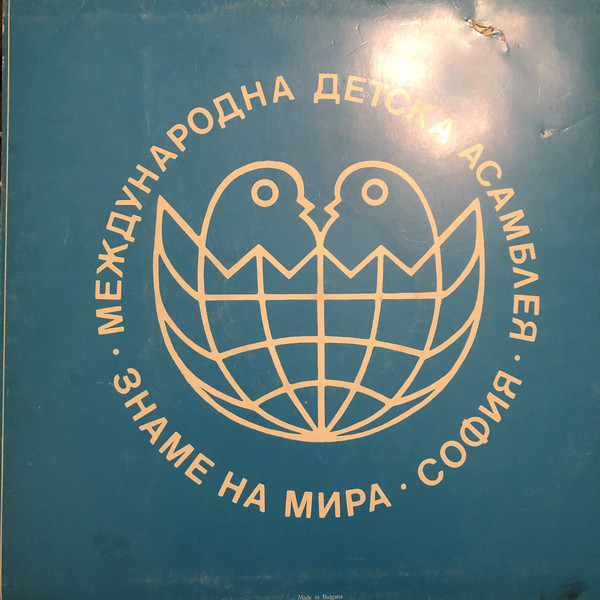 МЕЖДУНАРОДНА ДЕТСКА АСАМБЛЕЯ · СОФИЯ · ЗНАМЕ НА МИРА ·
Made in Bulgaria